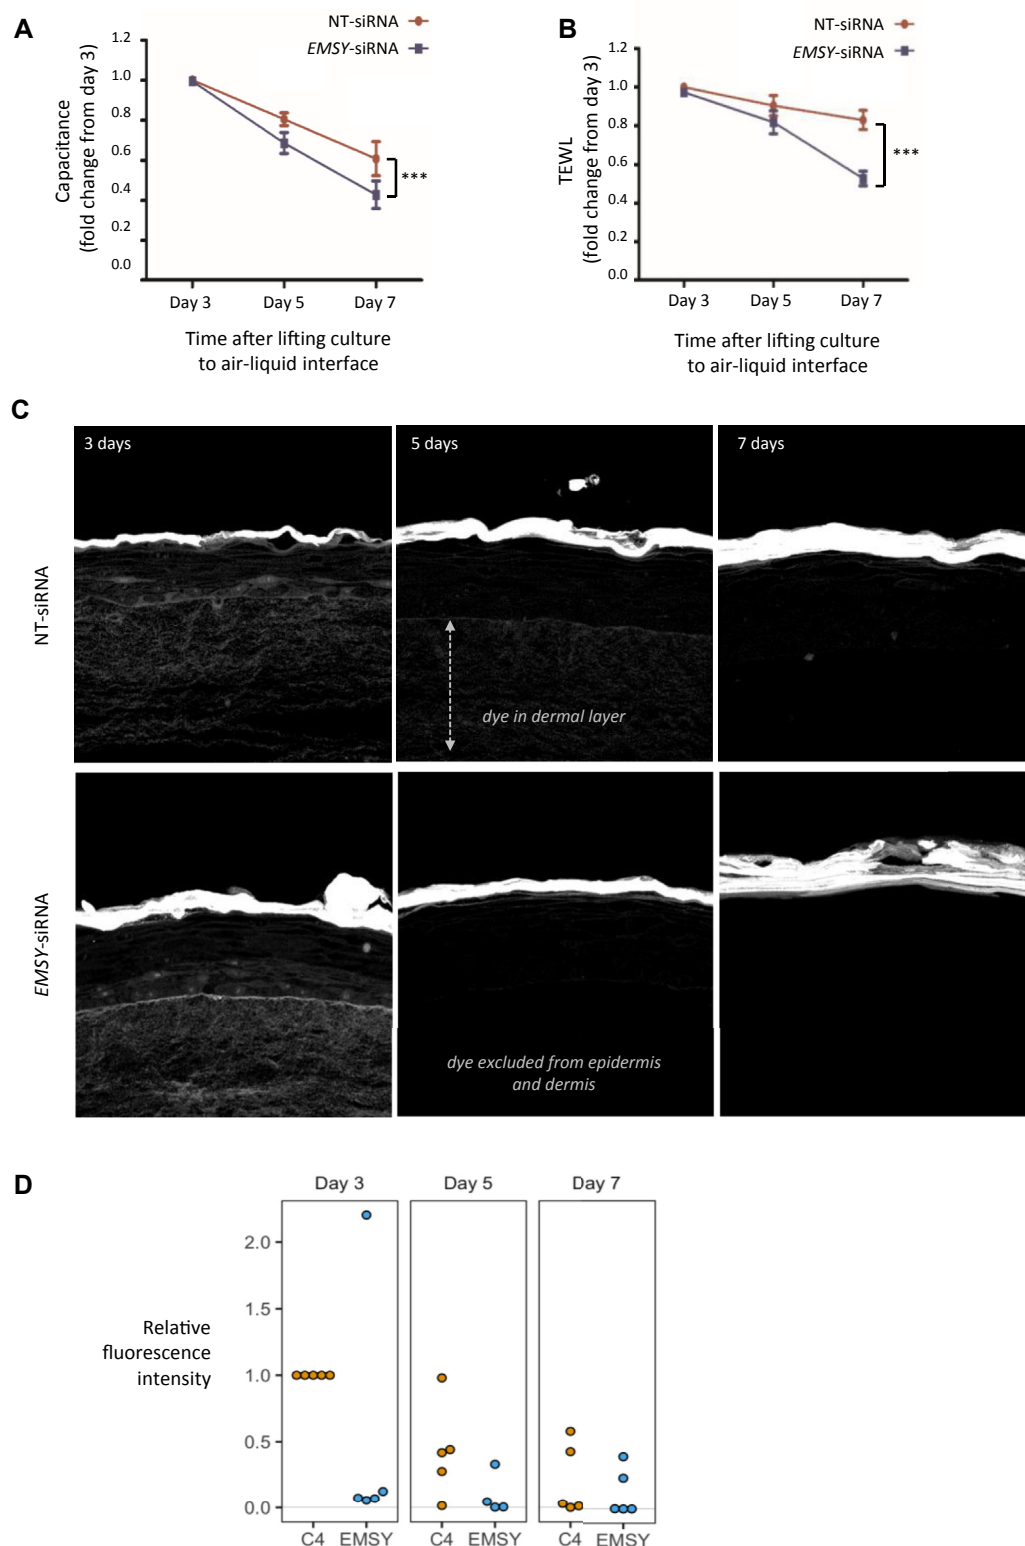 A
NT-siRNA
EMSY-siRNA
1.2
1.0
0.8
0.6
0.4
0.2
0.0
Capacitance
(fold change from day 3)
***
Day 3
Day 5
Day 7
Time after lifting culture
to air-liquid interface
B
NT-siRNA
EMSY-siRNA
1.2
1.0
0.8
0.6
0.4
0.2
0.0
TEWL
(fold change from day 3)
***
Day 3
Day 5
Day 7
Time after lifting culture
to air-liquid interface
C
3 days
5 days
7 days
NT-siRNA
dye in dermal layer
EMSY-siRNA
dye excluded from epidermis
and dermis
D
Day 3
Day 5
Day 7
2.0
1.5
1.0
0.5
0.0
Relative
fluorescence
intensity
C4
EMSY
C4
EMSY
C4
EMSY